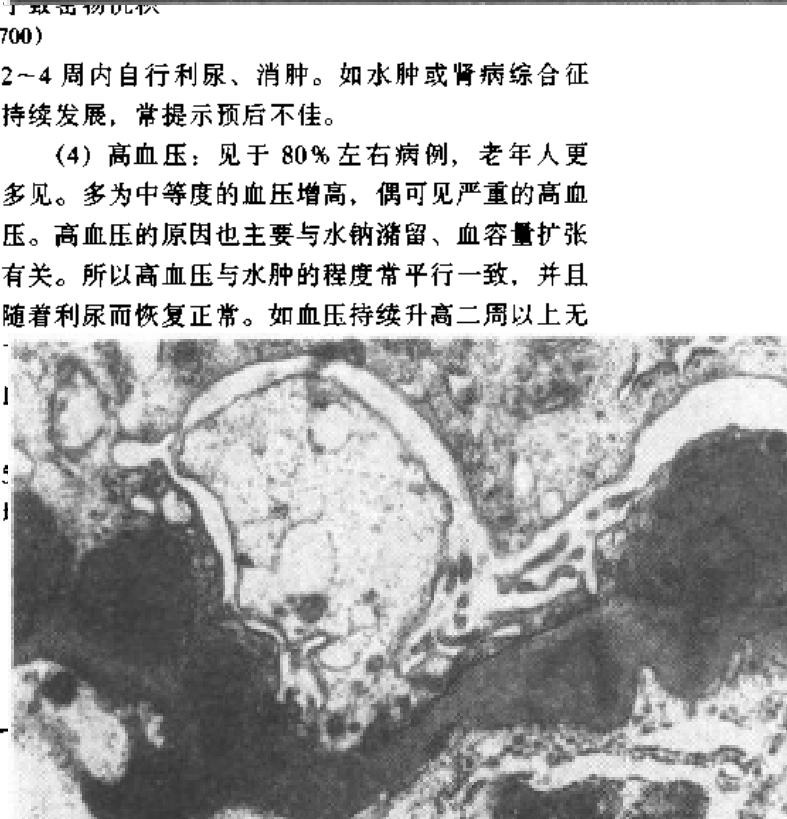 700)
2~4 周内自行利尿、消肿。如水肿或肾病综合征
持续发展，常提示预后不佳。
(4) 高血压：见于 80%左右病例，老年人更
多见。多为中等度的血压增高，偶可见严重的高血
压。高血压的原因也主要与水钠潴留、血容量扩张
有关。所以高血压与水肿的程度常平行一致，并且
随着利尿而恢复正常。如血压持续升高二周以上无